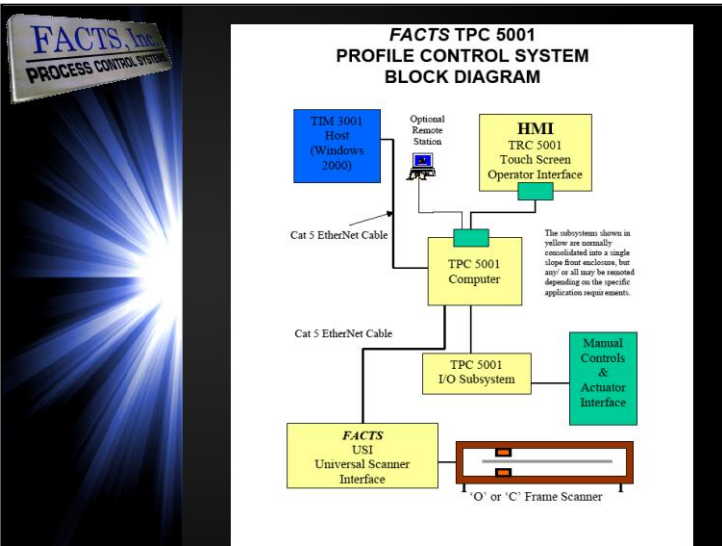 FACTS, Inc.
PROCESS CONTROL SYSTEMS
FACTS TPC 5001
PROFILE CONTROL SYSTEM
BLOCK DIAGRAM
TIM 3001
Host
(Windows
2000)
Optional
Remote
Station
HMI
TRC 5001
Touch Screen
Operator Interface
Cat 5 EtherNet Cable
The subsystems shown in
yellow are normally
consolidated into a single
slope front enclosure, but
any/ or all may be remoted
depending on the specific
application requirements.
TPC 5001
Computer
Cat 5 EtherNet Cable
TPC 5001
I/O Subsystem
Manual
Controls
&
Actuator
Interface
FACTS
USI
Universal Scanner
Interface
‘O’ or ‘C’ Frame Scanner